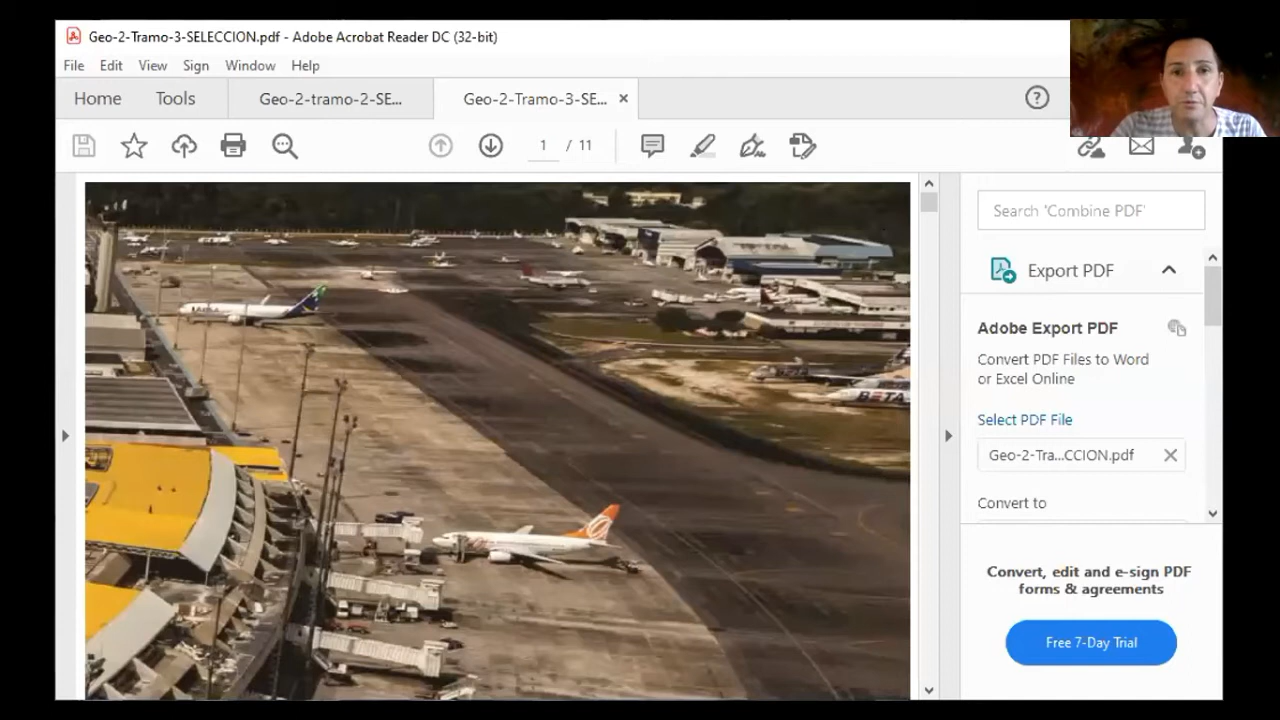 Geo-2-Tramo-3-SELECCION.pdf - Adobe Acrobat Reader DC (32-bit)
File Edit View Sign Window Help
Home Tools Geo-2-tramo-2-SE... Geo-2-Tramo-3-SE... ×
1 / 11
Search 'Combine PDF'
Export PDF
Adobe Export PDF
Convert PDF Files to Word
or Excel Online
Select PDF File
Geo-2-Tra...CCION.pdf
Convert to
Convert, edit and e-sign PDF
forms & agreements
Free 7-Day Trial
BETA